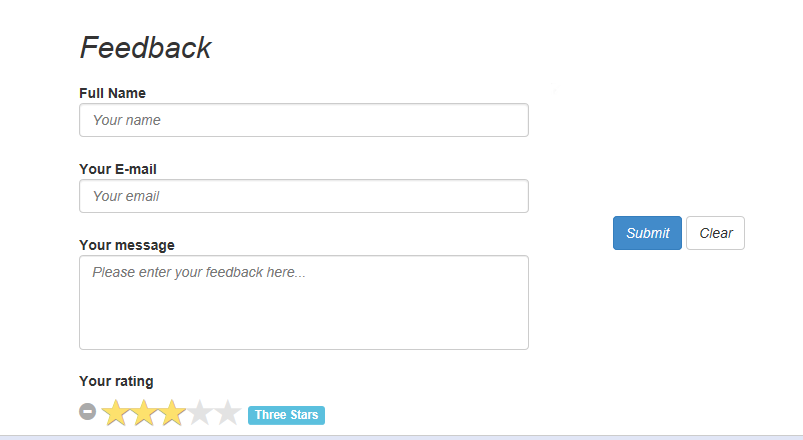 Feedback
Full Name
Your name
Your E-mail
Your email
Your message
Please enter your feedback here...
Submit
Clear
Your rating
Three Stars